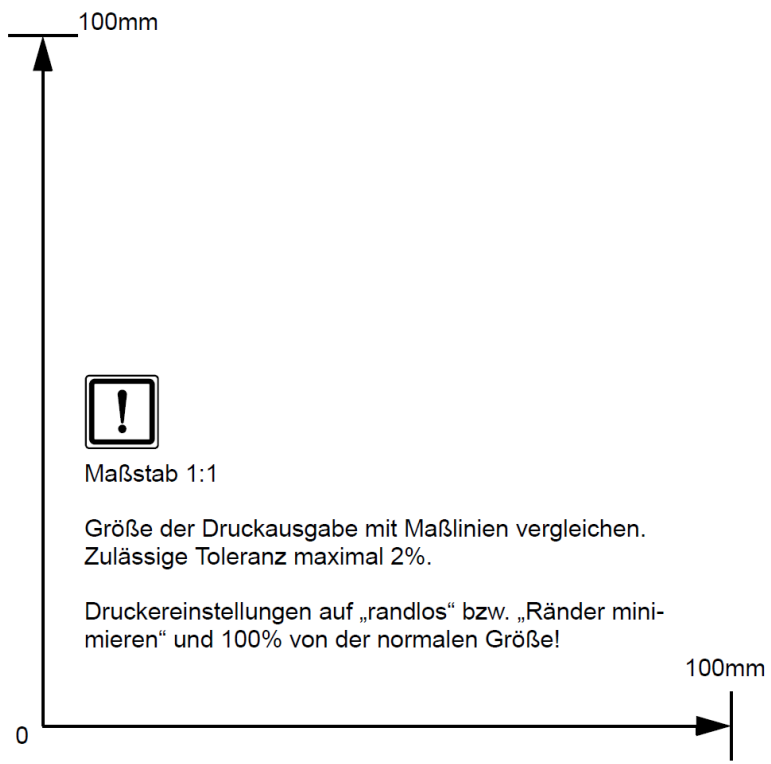 100mm
!
Maßstab 1:1
Größe der Druckausgabe mit Maßlinien vergleichen.
Zulässige Toleranz maximal 2%.
Druckereinstellungen auf „randlos“ bzw. „Ränder mini-
mieren“ und 100% von der normalen Größe!
100mm
0